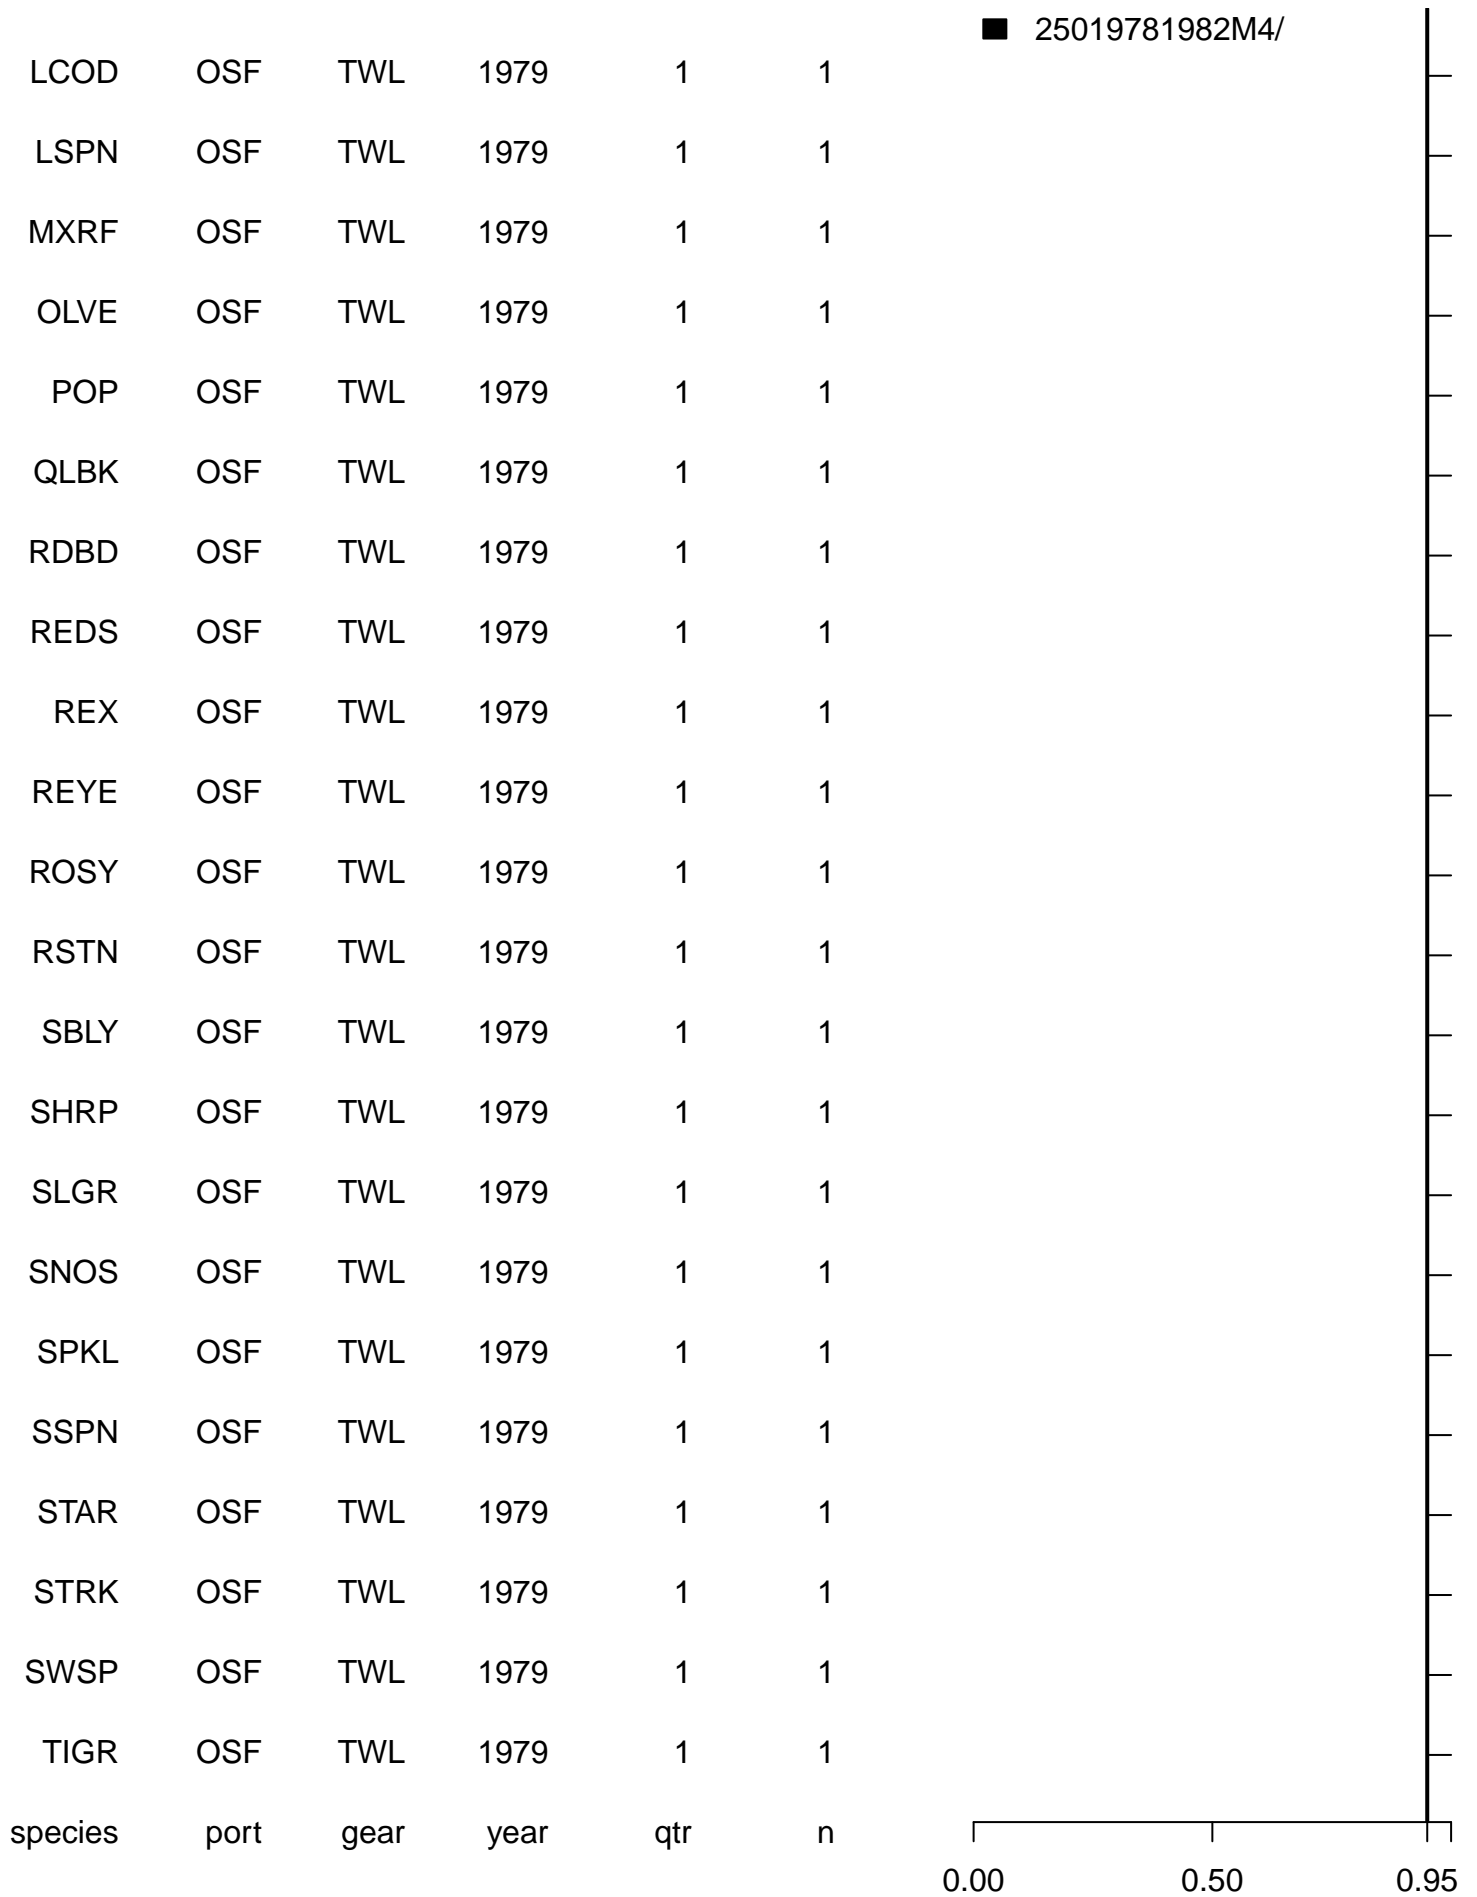 25019781982M4/
LCOD OSF TWL 1979 1 1
LSPN OSF TWL 1979 1 1
MXRF OSF TWL 1979 1 1
OLVE OSF TWL 1979 1 1
POP OSF TWL 1979 1 1
QLBK OSF TWL 1979 1 1
RDBD OSF TWL 1979 1 1
REDS OSF TWL 1979 1 1
REX OSF TWL 1979 1 1
REYE OSF TWL 1979 1 1
ROSY OSF TWL 1979 1 1
RSTN OSF TWL 1979 1 1
SBLY OSF TWL 1979 1 1
SHRP OSF TWL 1979 1 1
SLGR OSF TWL 1979 1 1
SNOS OSF TWL 1979 1 1
SPKL OSF TWL 1979 1 1
SSPN OSF TWL 1979 1 1
STAR OSF TWL 1979 1 1
STRK OSF TWL 1979 1 1
SWSP OSF TWL 1979 1 1
TIGR OSF TWL 1979 1 1
species port gear year qtr n
0.00 0.50 0.95